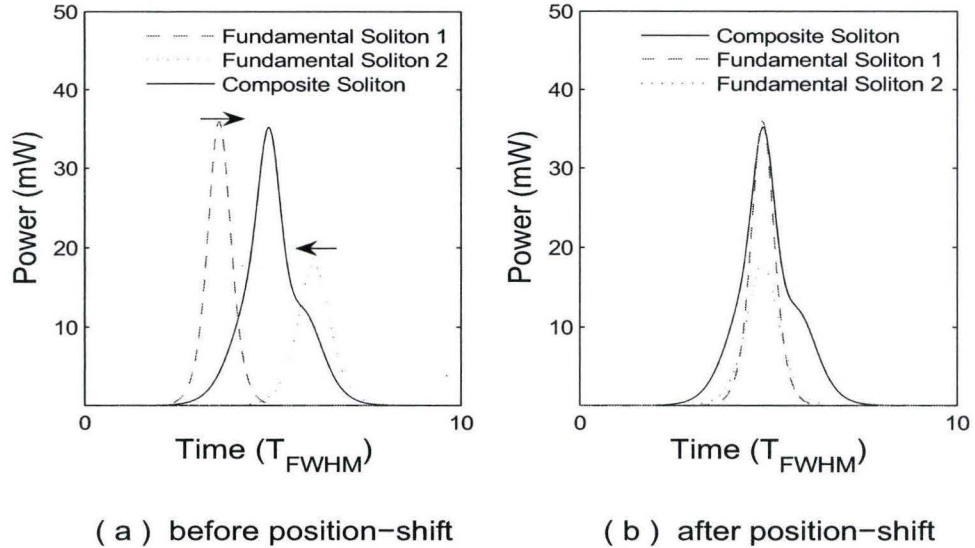 50
40
30
20
10
0
10
Power (mW)
Time (T_FWHM)
Fundamental Soliton 1
Fundamental Soliton 2
Composite Soliton
( a ) before position-shift
50
40
30
20
10
0
10
Power (mW)
Time (T_FWHM)
Composite Soliton
Fundamental Soliton 1
Fundamental Soliton 2
( b ) after position-shift